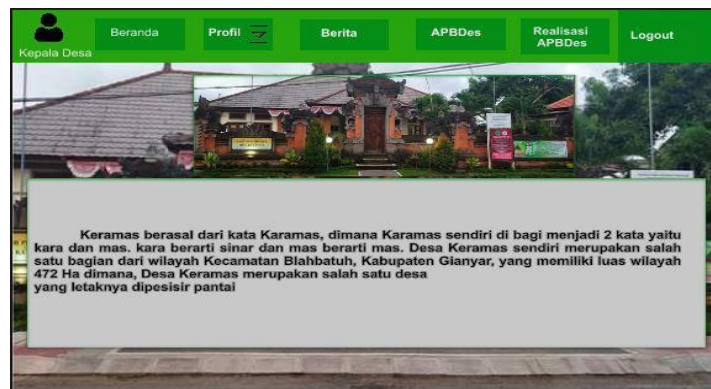 Kepala Desa
Beranda
Profil
Berita
APBDes
Realisasi
APBDes
Logout
Keramas berasal dari kata Karamas, dimana Karamas sendiri di bagi menjadi 2 kata yaitu
kara dan mas. kara berarti sinar dan mas berarti mas. Desa Keramas sendiri merupakan salah
satu bagian dari wilayah Kecamatan Blahbatuh, Kabupaten Gianyar, yang memiliki luas wilayah
472 Ha dimana, Desa Keramas merupakan salah satu desa
yang letaknya dipesisir pantai